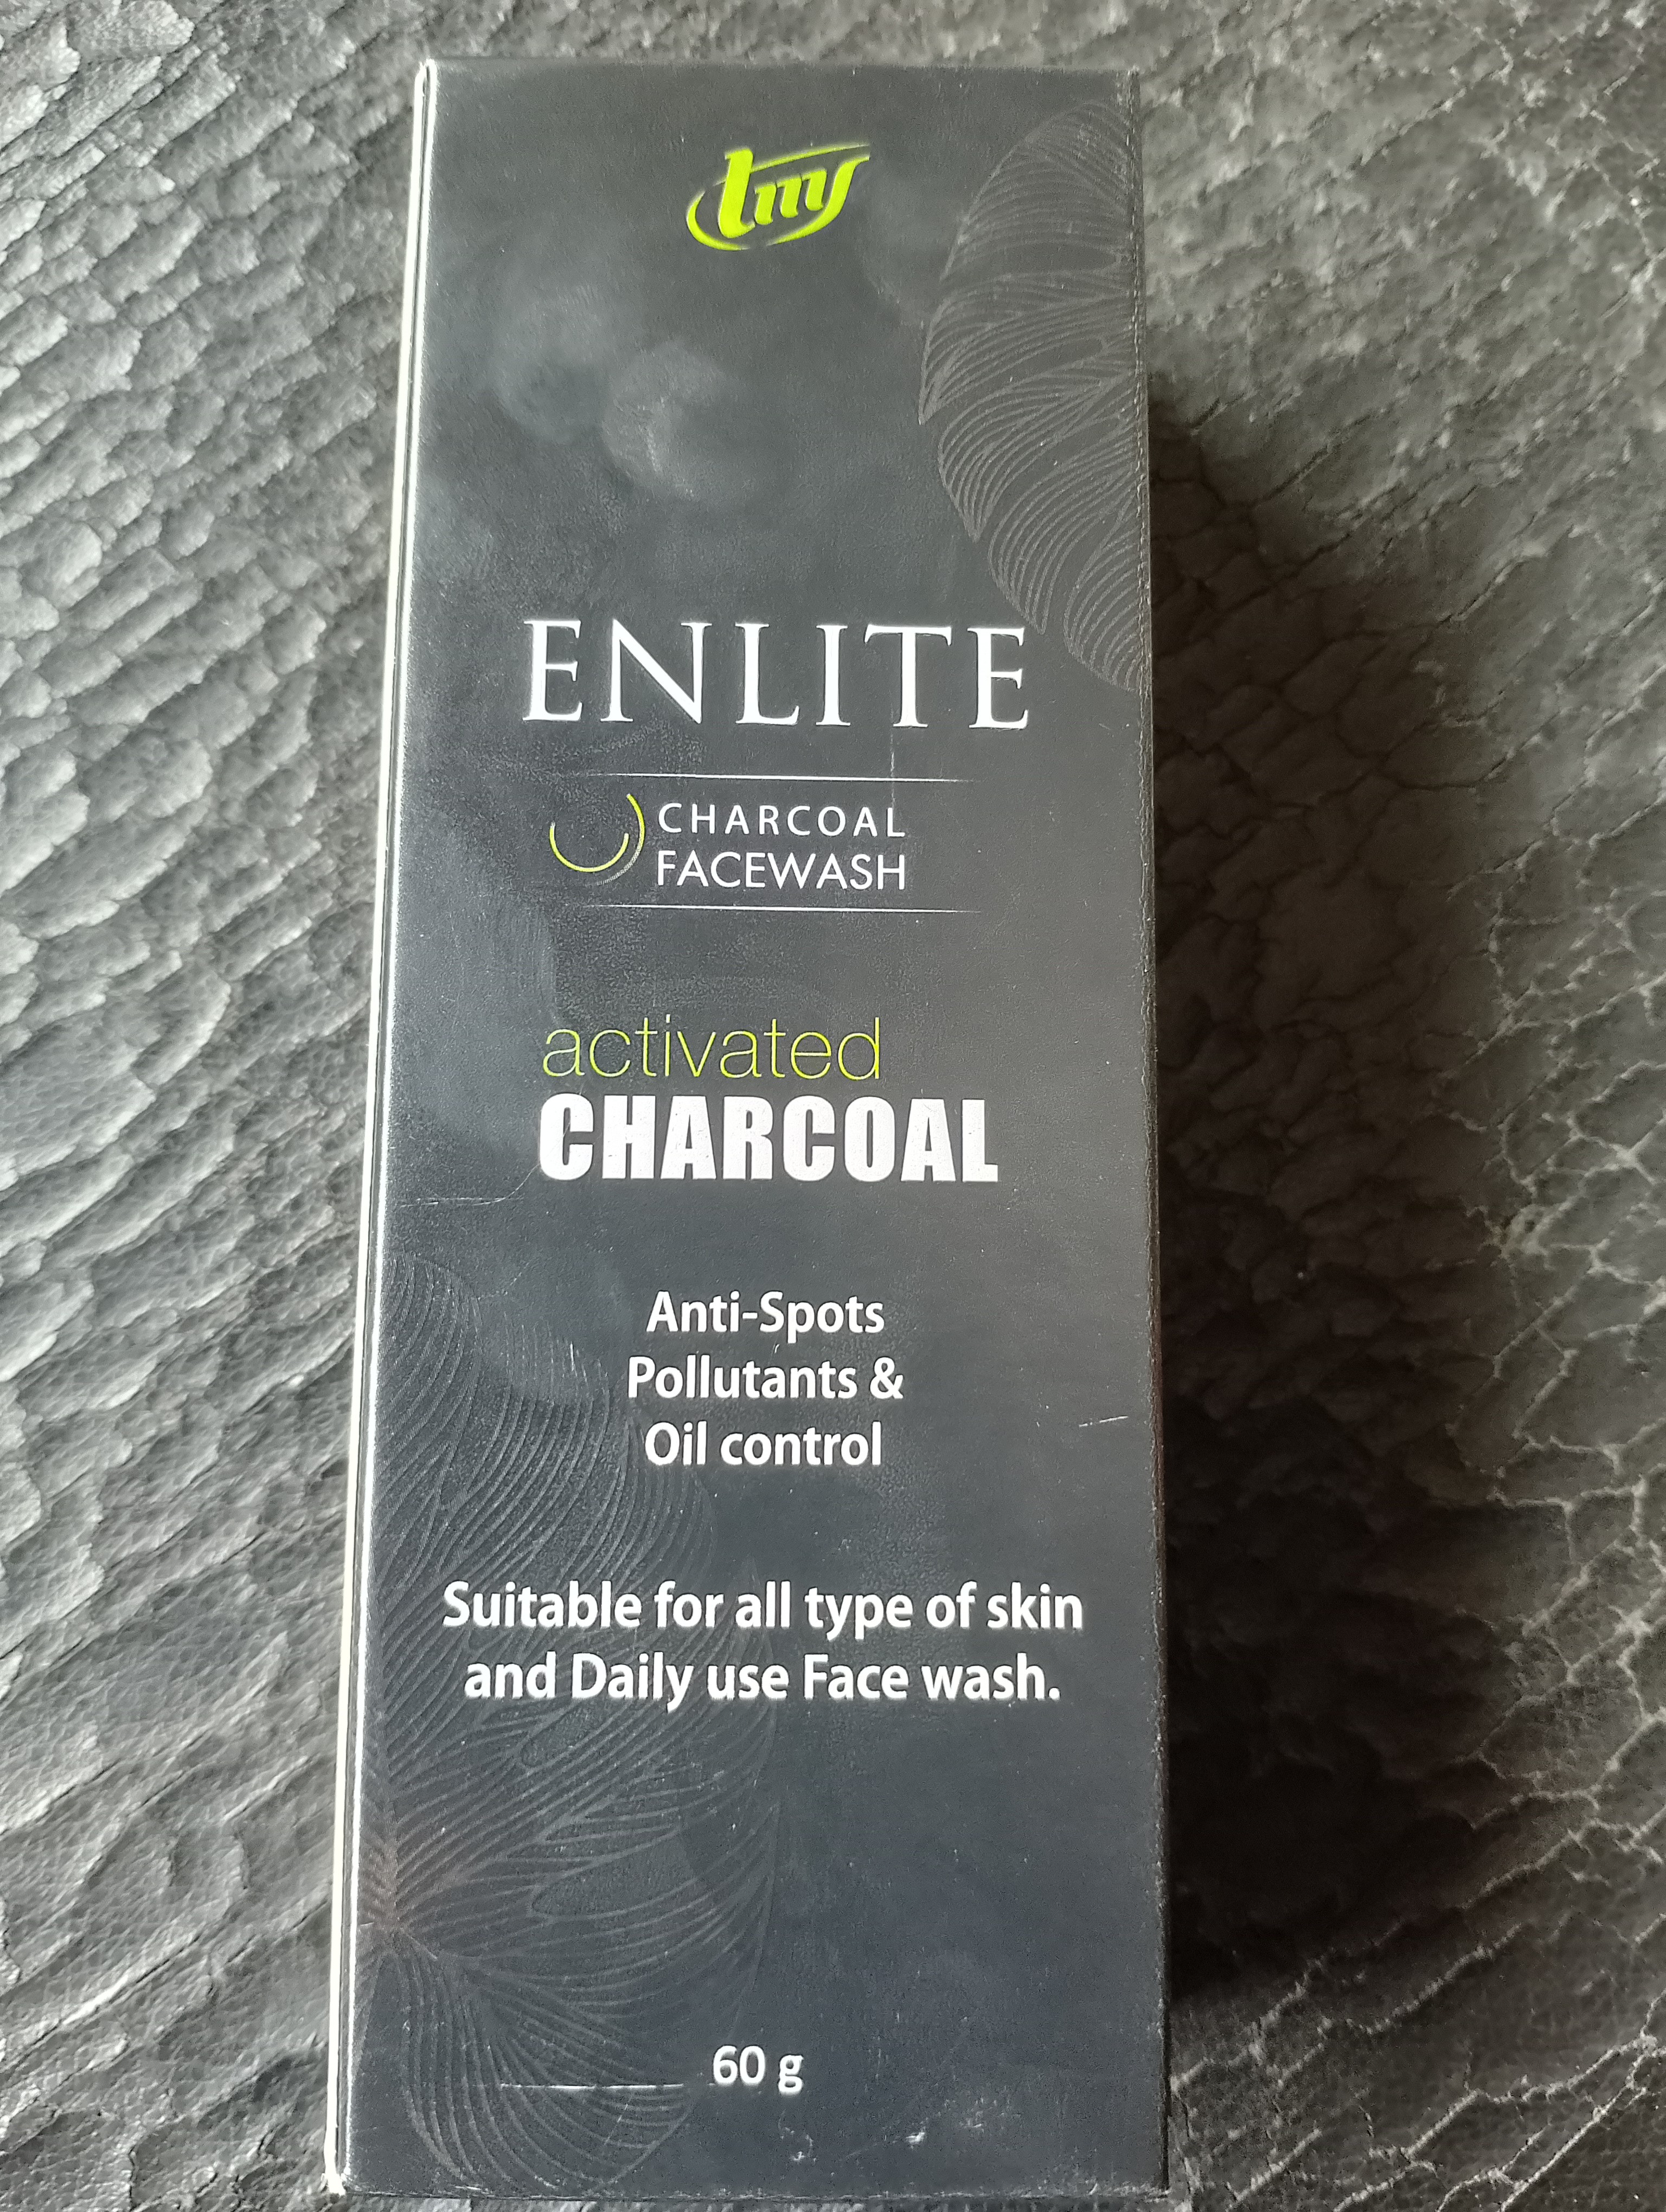 tms
ENLITE
CHARCOAL
FACEWASH
activated
CHARCOAL
Anti-Spots
Pollutants &
Oil control
Suitable for all type of skin
and Daily use Face wash.
60 g